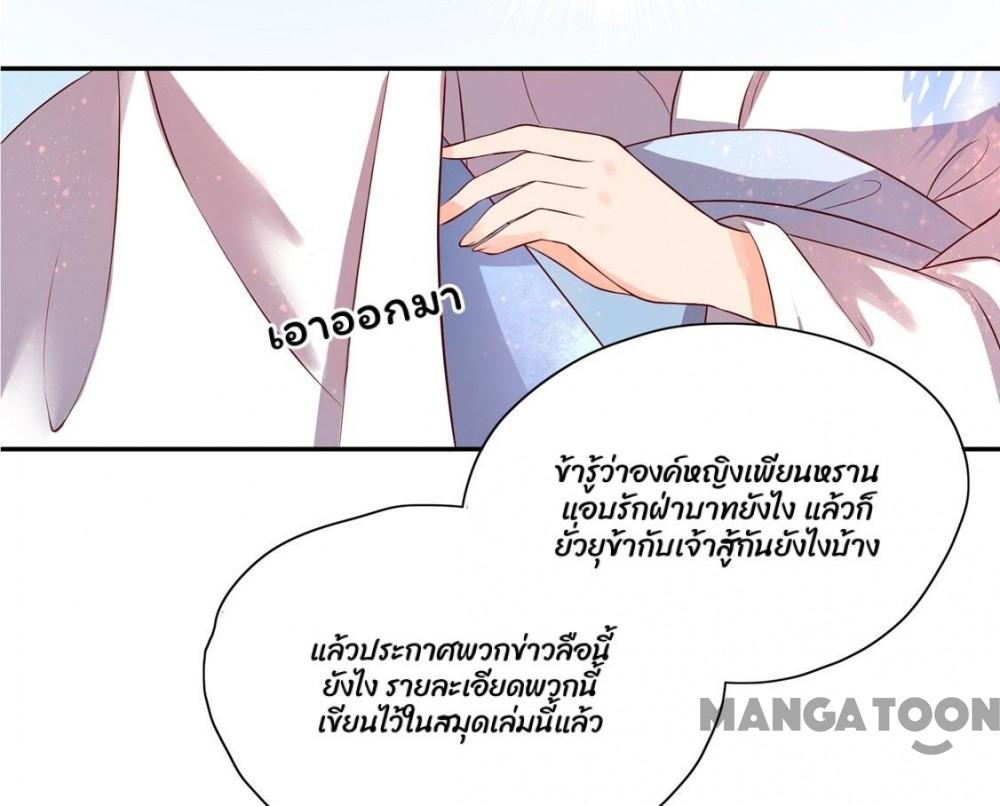 เอาออกมา
ข้ารู้ว่าองค์หญิงเพียนหราน
แอบรักฝ่าบาทยังไง แล้วก็
ยั่วยุข้ากับเจ้าสู้กันยังไงบ้าง
แล้วประกาศพวกข่าวลือนี้
ยังไง รายละเอียดพวกนี้
เขียนไว้ในสมุดเล่มนี้แล้ว
MANGATOON